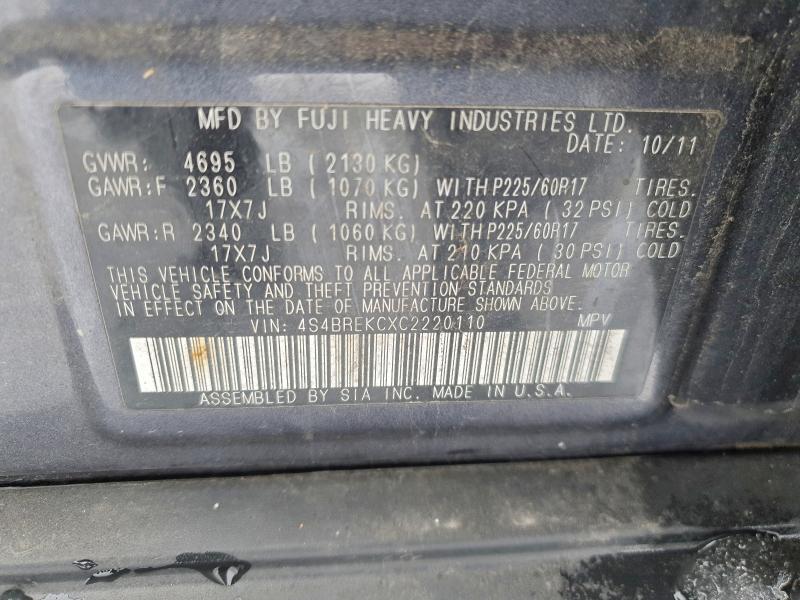 MFD BY FUJI HEAVY INDUSTRIES LTD.
DATE: 10/11
GVWR: 4695 LB ( 2130 KG)
GAWR:F 2360 LB ( 1070 KG) WITH P225/60R17 TIRES.
17X7J RIMS. AT 220 KPA ( 32 PSI) COLD
GAWR:R 2340 LB ( 1060 KG) WITH P225/60R17 TIRES.
17X7J RIMS. AT 210 KPA ( 30 PSI) COLD
THIS VEHICLE CONFORMS TO ALL APPLICABLE FEDERAL MOTOR
VEHICLE SAFETY AND THEFT PREVENTION STANDARDS
IN EFFECT ON THE DATE OF MANUFACTURE SHOWN ABOVE.
VIN: 4S4BREKCXC2220110 MPV
ASSEMBLED BY SIA INC. MADE IN U.S.A.